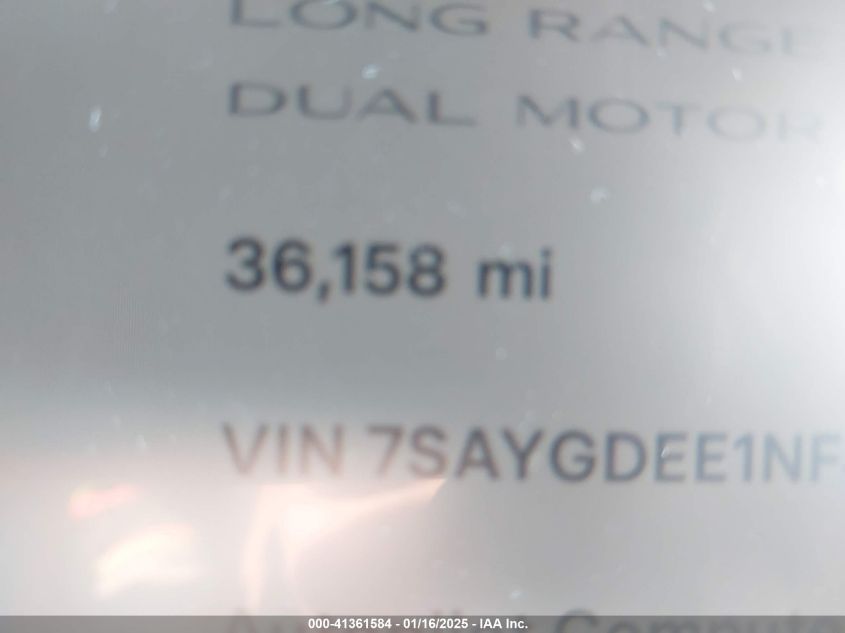 LONG RANGE
DUAL MOTOR
36,158 mi
VIN 7SAYGDEE1NF
000-41361584 - 01/16/2025 - IAA Inc.